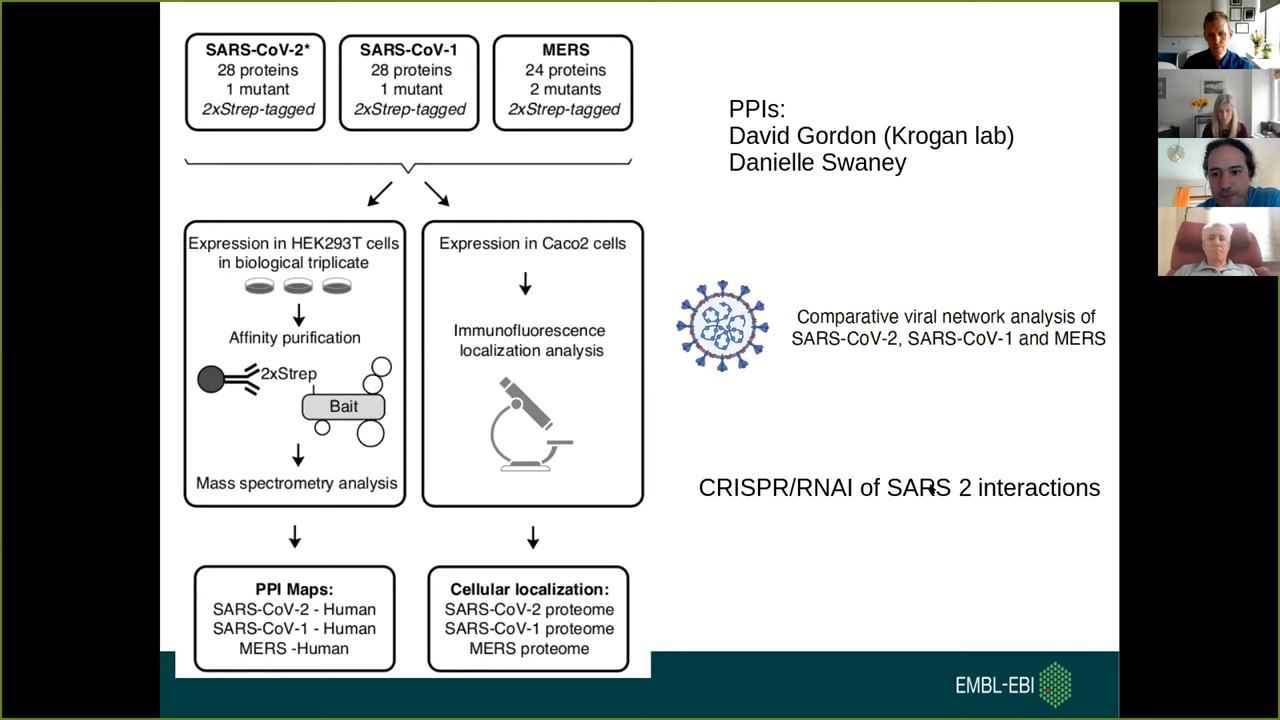 SARS-CoV-2*
28 proteins
1 mutant
2xStrep-tagged
SARS-CoV-1
28 proteins
1 mutant
2xStrep-tagged
MERS
24 proteins
2 mutants
2xStrep-tagged
PPIs:
David Gordon (Krogan lab)
Danielle Swaney
Expression in HEK293T cells
in biological triplicate
Affinity purification
2xStrep
Bait
Mass spectrometry analysis
Expression in Caco2 cells
Immunofluorescence
localization analysis
Comparative viral network analysis of
SARS-CoV-2, SARS-CoV-1 and MERS
CRISPR/RNAI of SARS 2 interactions
PPI Maps:
SARS-CoV-2 - Human
SARS-CoV-1 - Human
MERS -Human
Cellular localization:
SARS-CoV-2 proteome
SARS-CoV-1 proteome
MERS proteome
EMBL-EBI